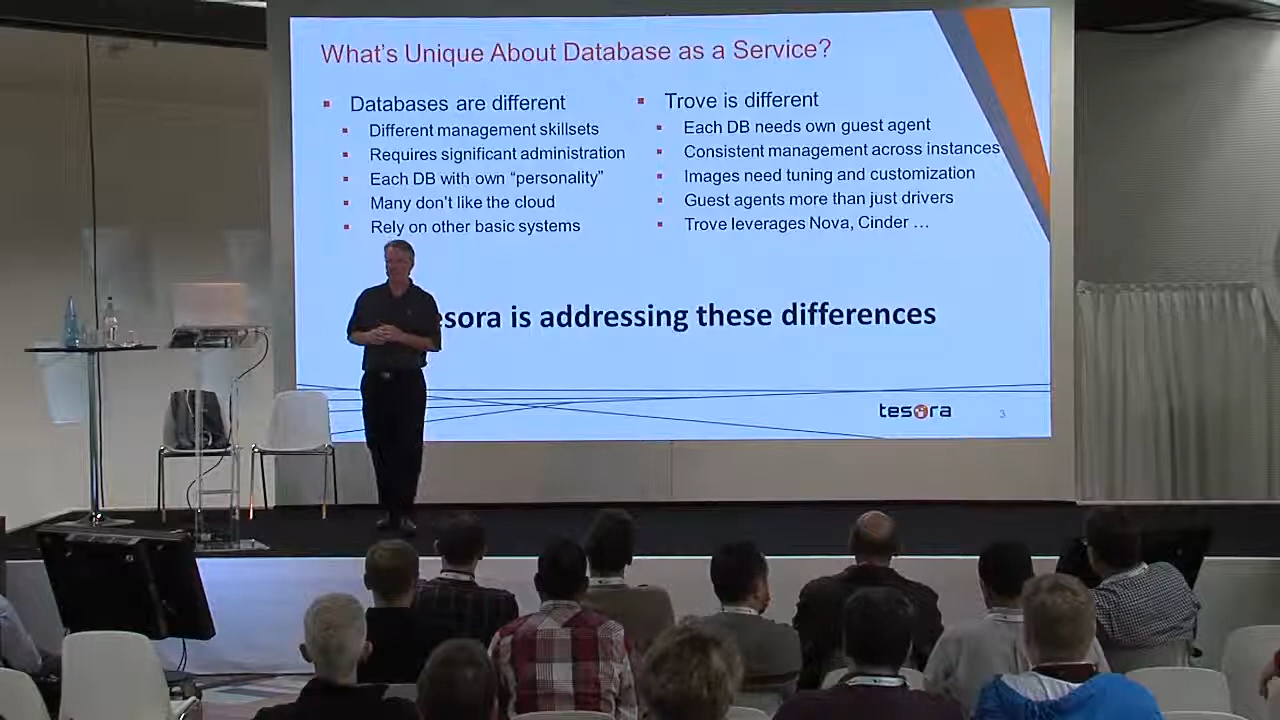 What's Unique About Database as a Service?
Databases are different
Different management skillsets
Requires significant administration
Each DB with own “personality”
Many don't like the cloud
Rely on other basic systems
Trove is different
Each DB needs own guest agent
Consistent management across instances
Images need tuning and customization
Guest agents more than just drivers
Trove leverages Nova, Cinder …
esora is addressing these differences
tesora
3